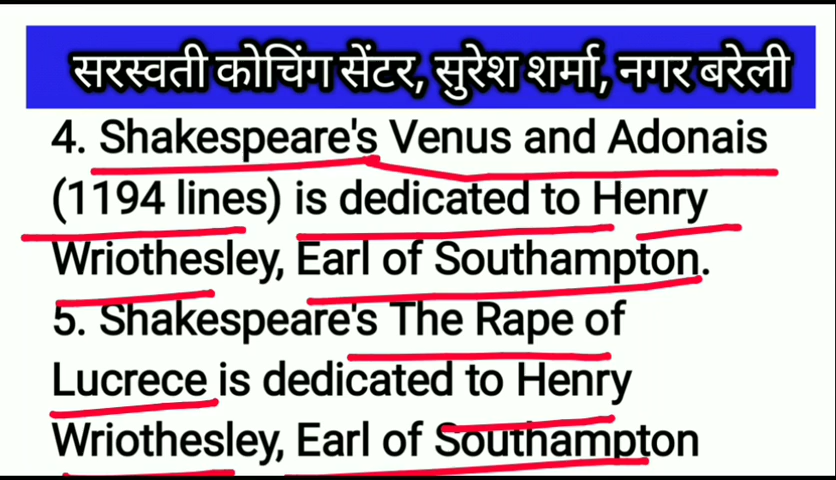 सरस्वती कोचिंग सेंटर, सुरेश शर्मा, नगर बरेली
4. Shakespeare's Venus and Adonais
(1194 lines) is dedicated to Henry
Wriothesley, Earl of Southampton.
5. Shakespeare's The Rape of
Lucrece is dedicated to Henry
Wriothesley, Earl of Southampton